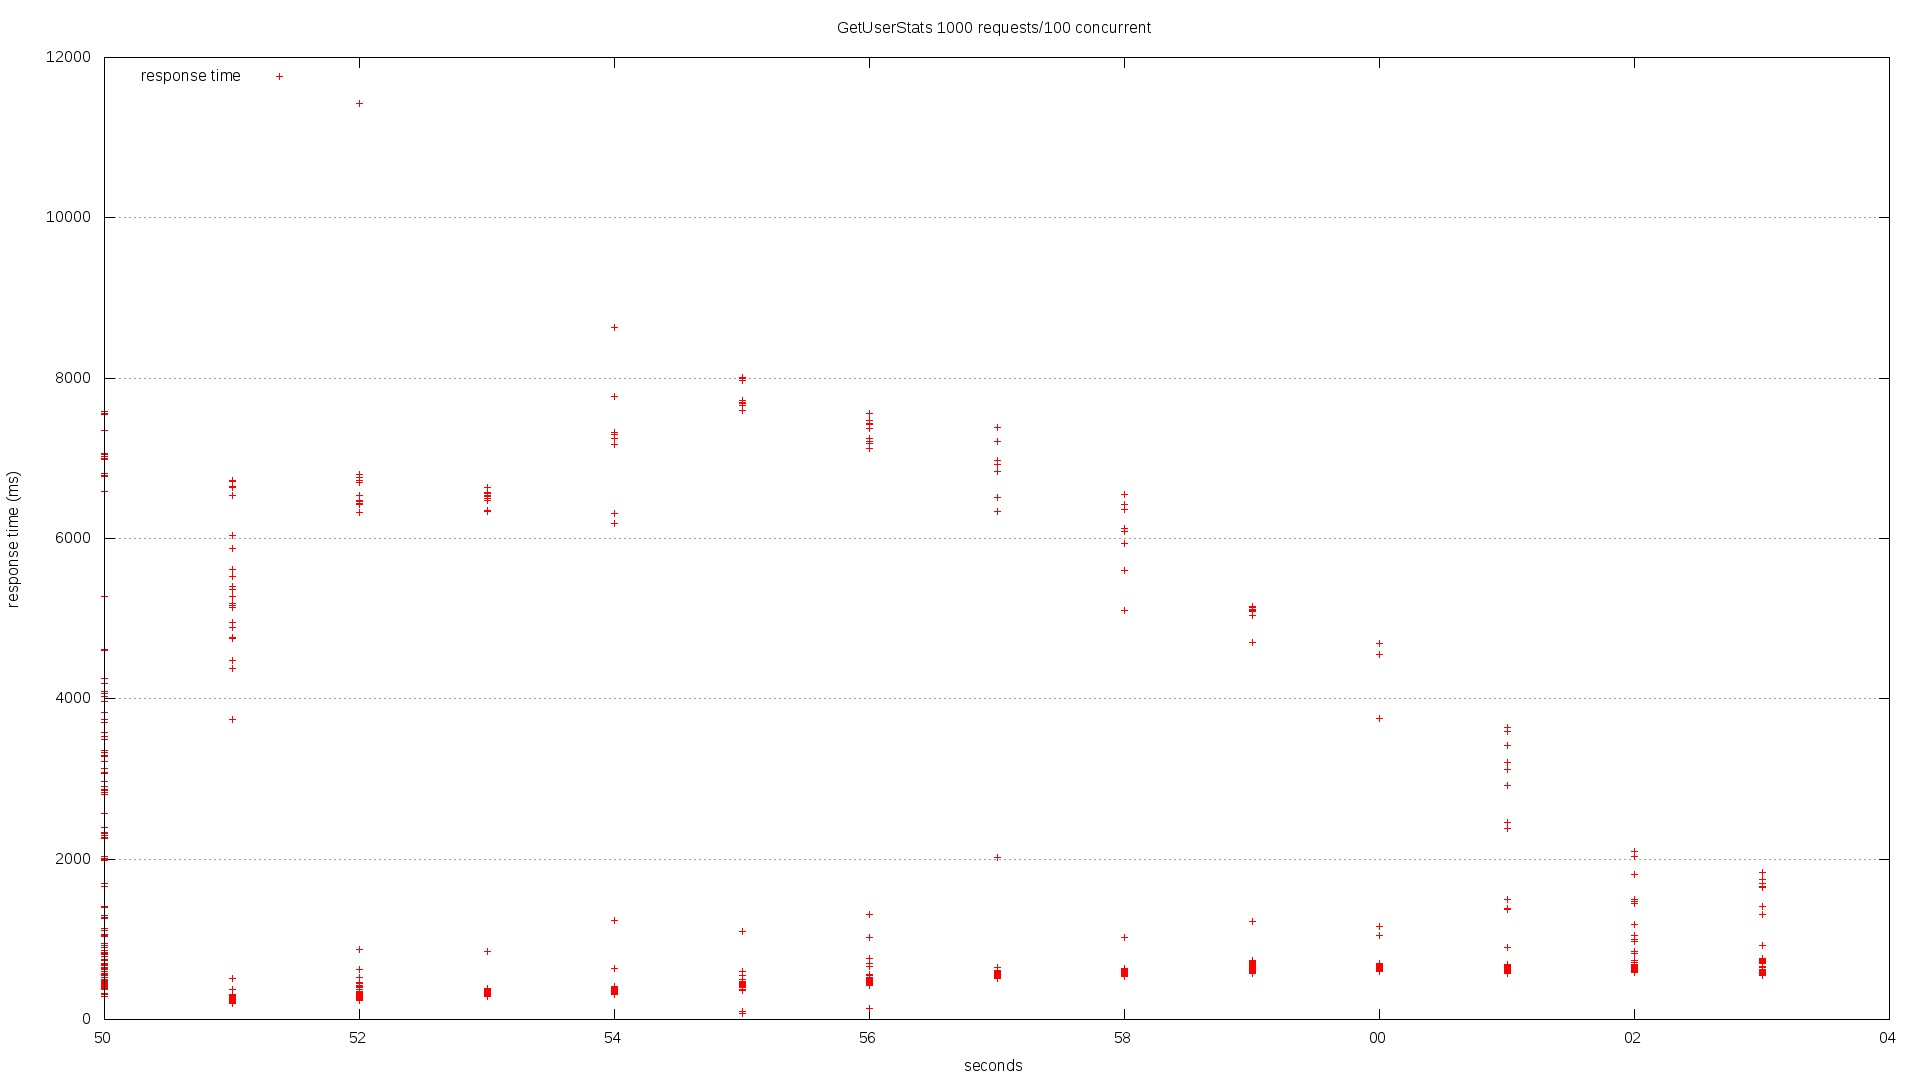 GetUserStats 1000 requests/100 concurrent
12000
response time
10000
8000
6000
4000
2000
0
response time (ms)
50 52 54 56 58 00 02 04
seconds